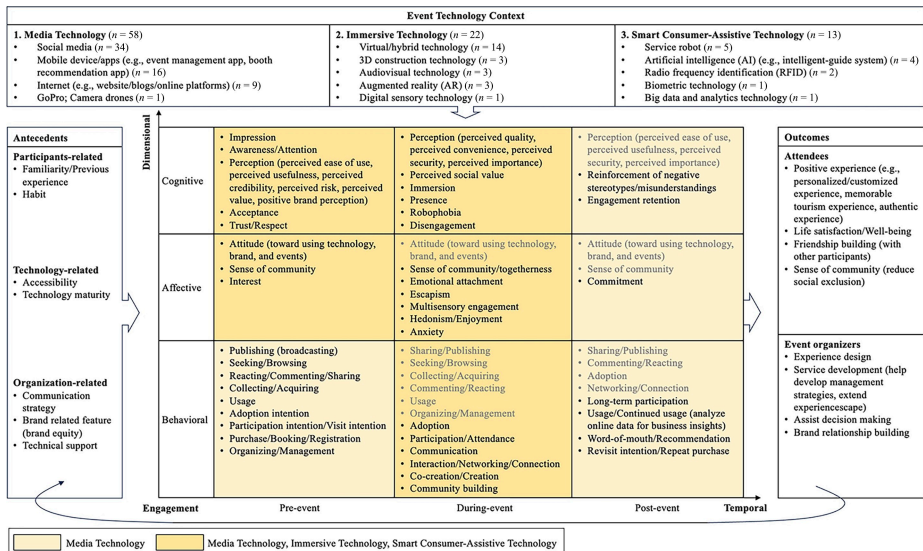 Event Technology Context
1. Media Technology (n = 58)
• Social media (n = 34)
• Mobile device/apps (e.g., event management app, booth
recommendation app) (n = 16)
• Internet (e.g., website/blogs/online platforms) (n = 9)
• GoPro; Camera drones (n = 1)
2. Immersive Technology (n = 22)
• Virtual/hybrid technology (n = 14)
• 3D construction technology (n = 3)
• Audiovisual technology (n = 3)
• Augmented reality (AR) (n = 3)
• Digital sensory technology (n = 1)
3. Smart Consumer-Assistive Technology (n = 13)
• Service robot (n = 5)
• Artificial intelligence (AI) (e.g., intelligent-guide system) (n = 4)
• Radio frequency identification (RFID) (n = 2)
• Biometric technology (n = 1)
• Big data and analytics technology (n = 1)
Antecedents
Participants-related
• Familiarity/Previous
experience
• Habit
Technology-related
• Accessibility
• Technology maturity
Organization-related
• Communication
strategy
• Brand related feature
(brand equity)
• Technical support
Dimensional
Cognitive
• Impression
• Awareness/Attention
• Perception (perceived ease of use,
perceived usefulness, perceived
credibility, perceived risk, perceived
value, positive brand perception)
• Acceptance
• Trust/Respect
• Perception (perceived quality,
perceived convenience, perceived
security, perceived importance)
• Perceived social value
• Immersion
• Presence
• Robophobia
• Disengagement
• Perception (perceived ease of use,
perceived usefulness, perceived
security, perceived importance)
• Reinforcement of negative
stereotypes/misunderstandings
• Engagement retention
Affective
• Attitude (toward using technology,
brand, and events)
• Sense of community
• Interest
• Attitude (toward using technology,
brand, and events)
• Sense of community/togetherness
• Emotional attachment
• Escapism
• Multisensory engagement
• Hedonism/Enjoyment
• Anxiety
• Attitude (toward using technology,
brand, and events)
• Sense of community
• Commitment
Behavioral
• Publishing (broadcasting)
• Seeking/Browsing
• Reacting/Commenting/Sharing
• Collecting/Acquiring
• Usage
• Adoption intention
• Participation intention/Visit intention
• Purchase/Booking/Registration
• Organizing/Management
• Sharing/Publishing
• Seeking/Browsing
• Collecting/Acquiring
• Commenting/Reacting
• Usage
• Organizing/Management
• Adoption
• Participation/Attendance
• Communication
• Interaction/Networking/Connection
• Co-creation/Creation
• Community building
• Sharing/Publishing
• Commenting/Reacting
• Adoption
• Networking/Connection
• Long-term participation
• Usage/Continued usage (analyze
online data for business insights)
• Word-of-mouth/Recommendation
• Revisit intention/Repeat purchase
Outcomes
Attendees
• Positive experience (e.g.,
personalized/customized
experience, memorable
tourism experience, authentic
experience)
• Life satisfaction/Well-being
• Friendship building (with
other participants)
• Sense of community (reduce
social exclusion)
Event organizers
• Experience design
• Service development (help
develop management
strategies, extend
experiencscape)
• Assist decision making
• Brand relationship building
Engagement
Pre-event
During-event
Post-event
Temporal
Media Technology
Media Technology, Immersive Technology, Smart Consumer-Assistive Technology